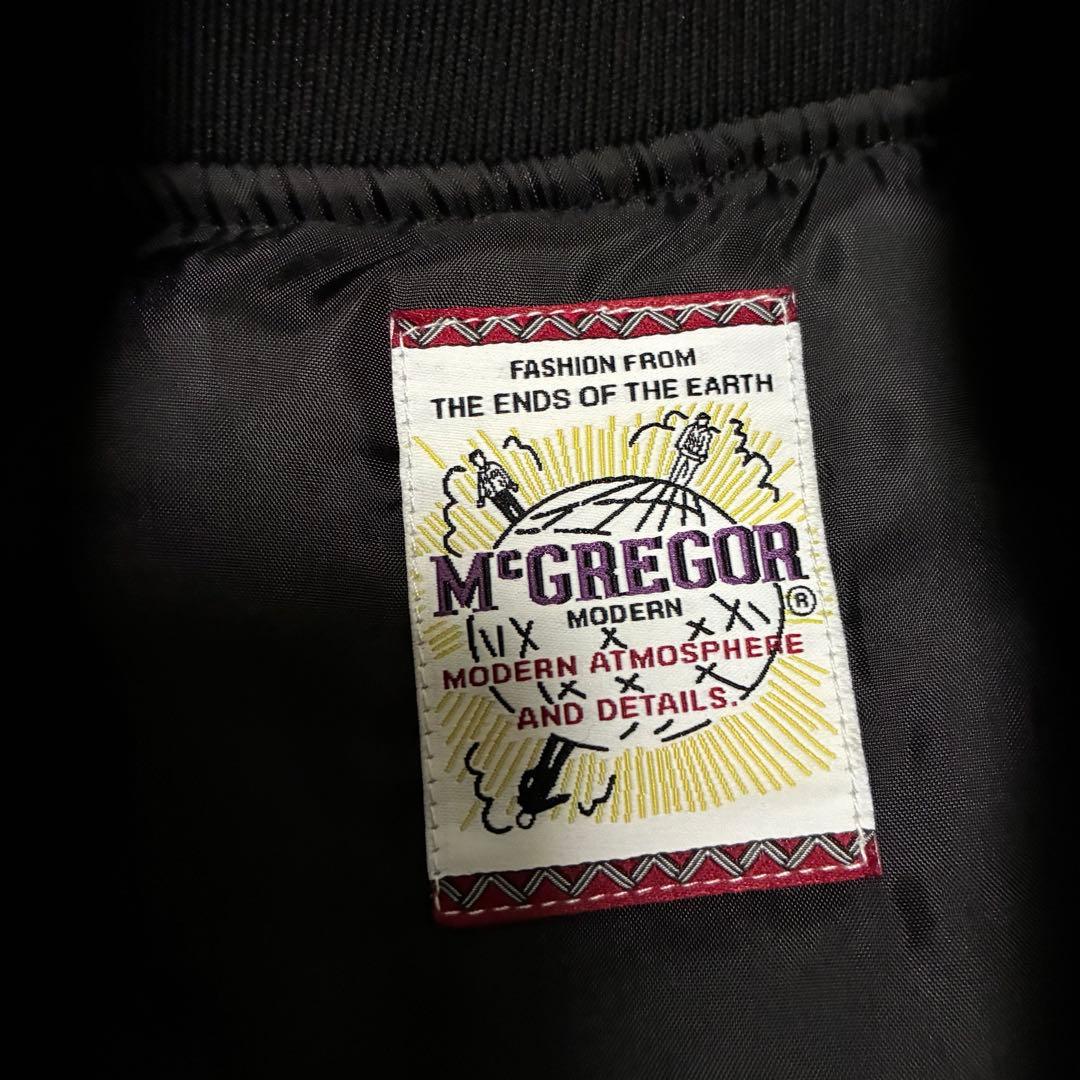 FASHION FROM
THE ENDS OF THE EARTH
McGREGOR
MODERN ®
MODERN ATMOSPHERE
AND DETAILS.